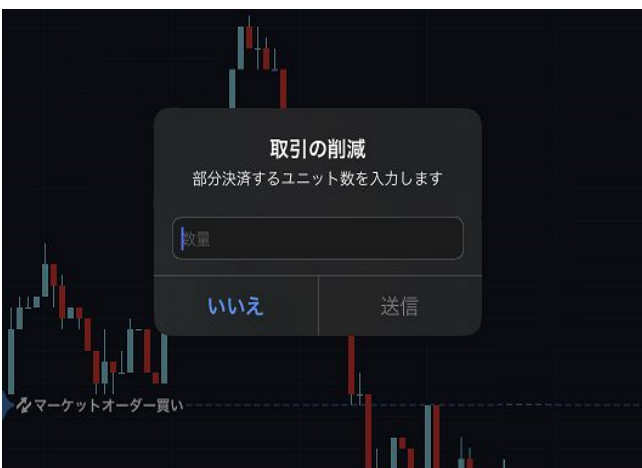 取引の削減
部分決済するユニット数を入力します
数量
いいえ
送信
マーケットオーダー買い